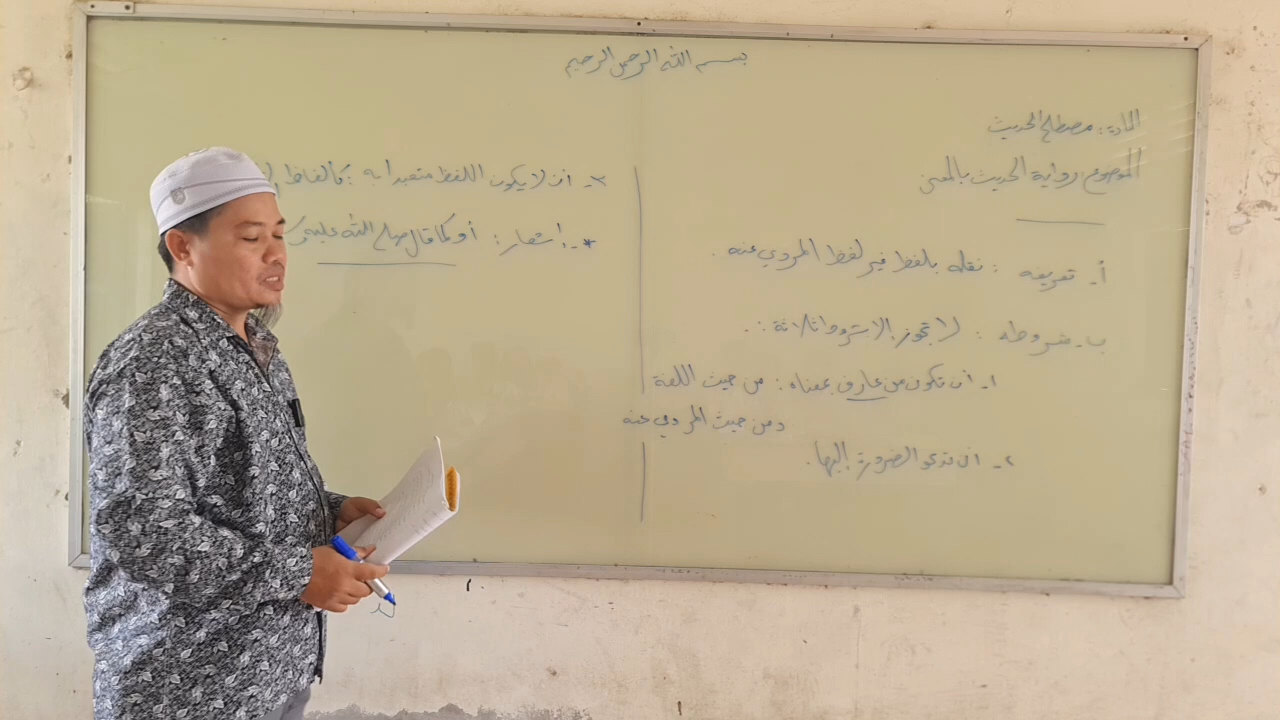 بسم الله الرحمن الرحيم
المادة: مصطلح الحديث
الموضوع رواية الحديث بالمعنى
أ- تعريفه: نقله بلفظ غير لفظ المروي عنه.
ب- شروطه: لا تجوز إلا بشروط ثلاثة:-
١- أن تكون من عارف بمعناه: من حيث اللغة
ومن حيث المروي عنه
٢- ان تدعو الضرورة إليها.
٣- أن لا يكون اللفظ متعبدا به: كألفاظ
*- إشعار: أو كما قال صلى الله عليه